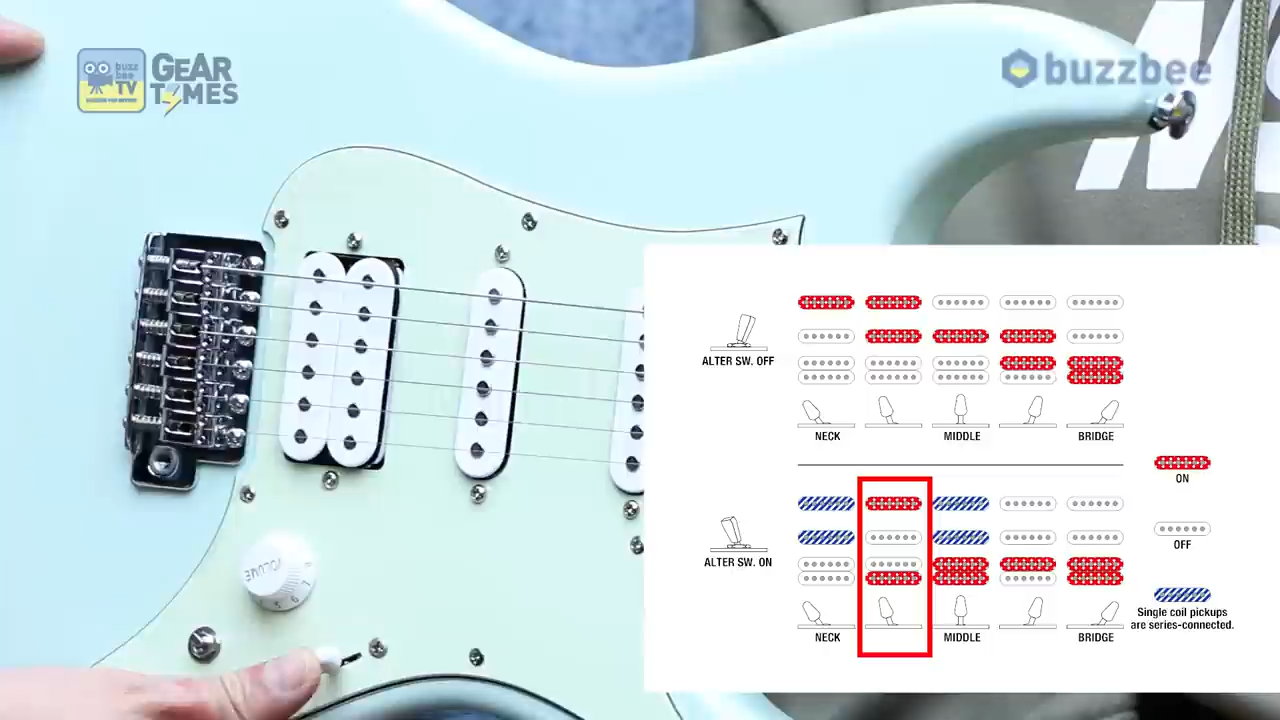 buzz
bee
TV
GEAR
TIMES
buzzbee
ALTER SW. OFF
NECK
MIDDLE
BRIDGE
ON
OFF
ALTER SW. ON
Single coil pickups
are series-connected.
NECK
MIDDLE
BRIDGE
VOLUME